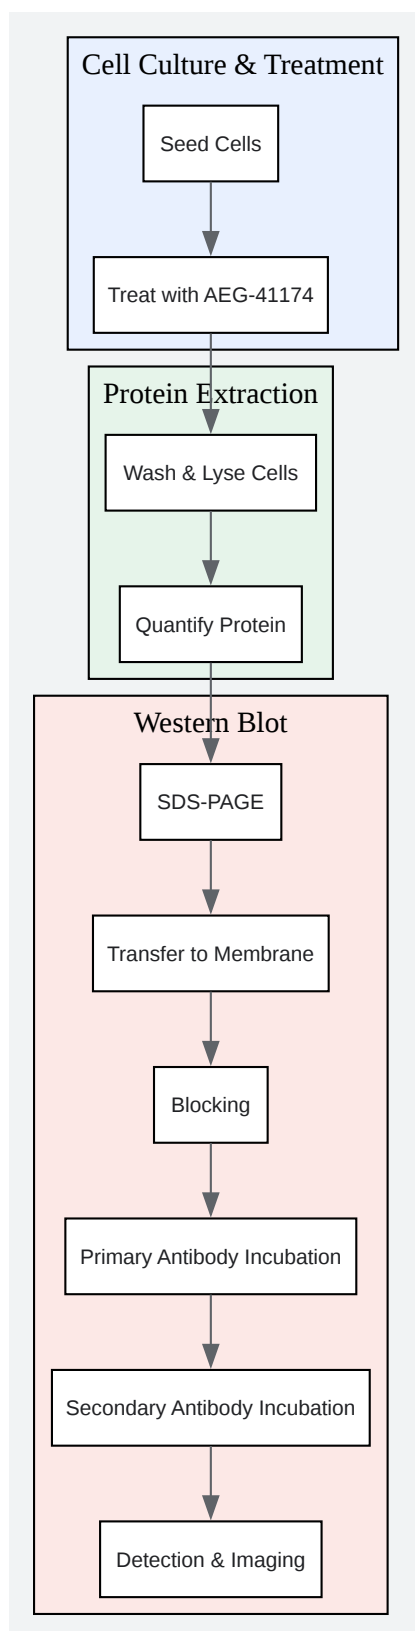 Cell Culture & Treatment
Seed Cells
Treat with AEG-41174
Protein Extraction
Wash & Lyse Cells
Quantify Protein
Western Blot
SDS-PAGE
Transfer to Membrane
Blocking
Primary Antibody Incubation
Secondary Antibody Incubation
Detection & Imaging